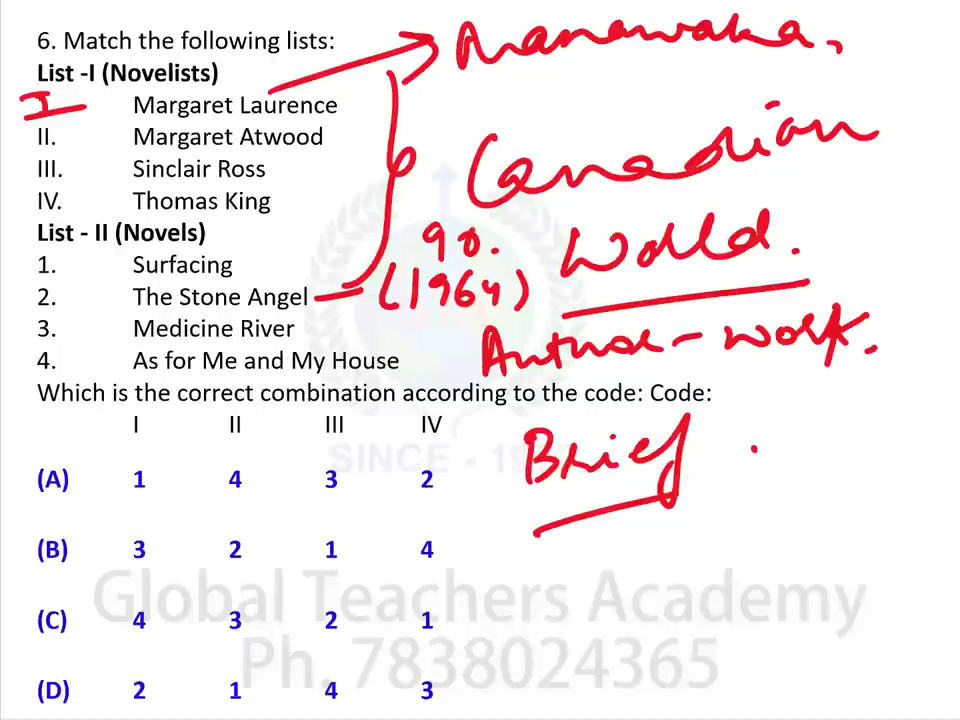 6. Match the following lists:
List -I (Novelists)
I. Margaret Laurence
II. Margaret Atwood
III. Sinclair Ross
IV. Thomas King
List - II (Novels)
1. Surfacing
2. The Stone Angel
3. Medicine River
4. As for Me and My House
Which is the correct combination according to the code: Code:
I II III IV
(A) 1 4 3 2
(B) 3 2 1 4
(C) 4 3 2 1
(D) 2 1 4 3
Manawaka,
Canadian
World.
90.
(1964)
Author - work.
Brief
Global Teachers Academy
Ph. 7838024365